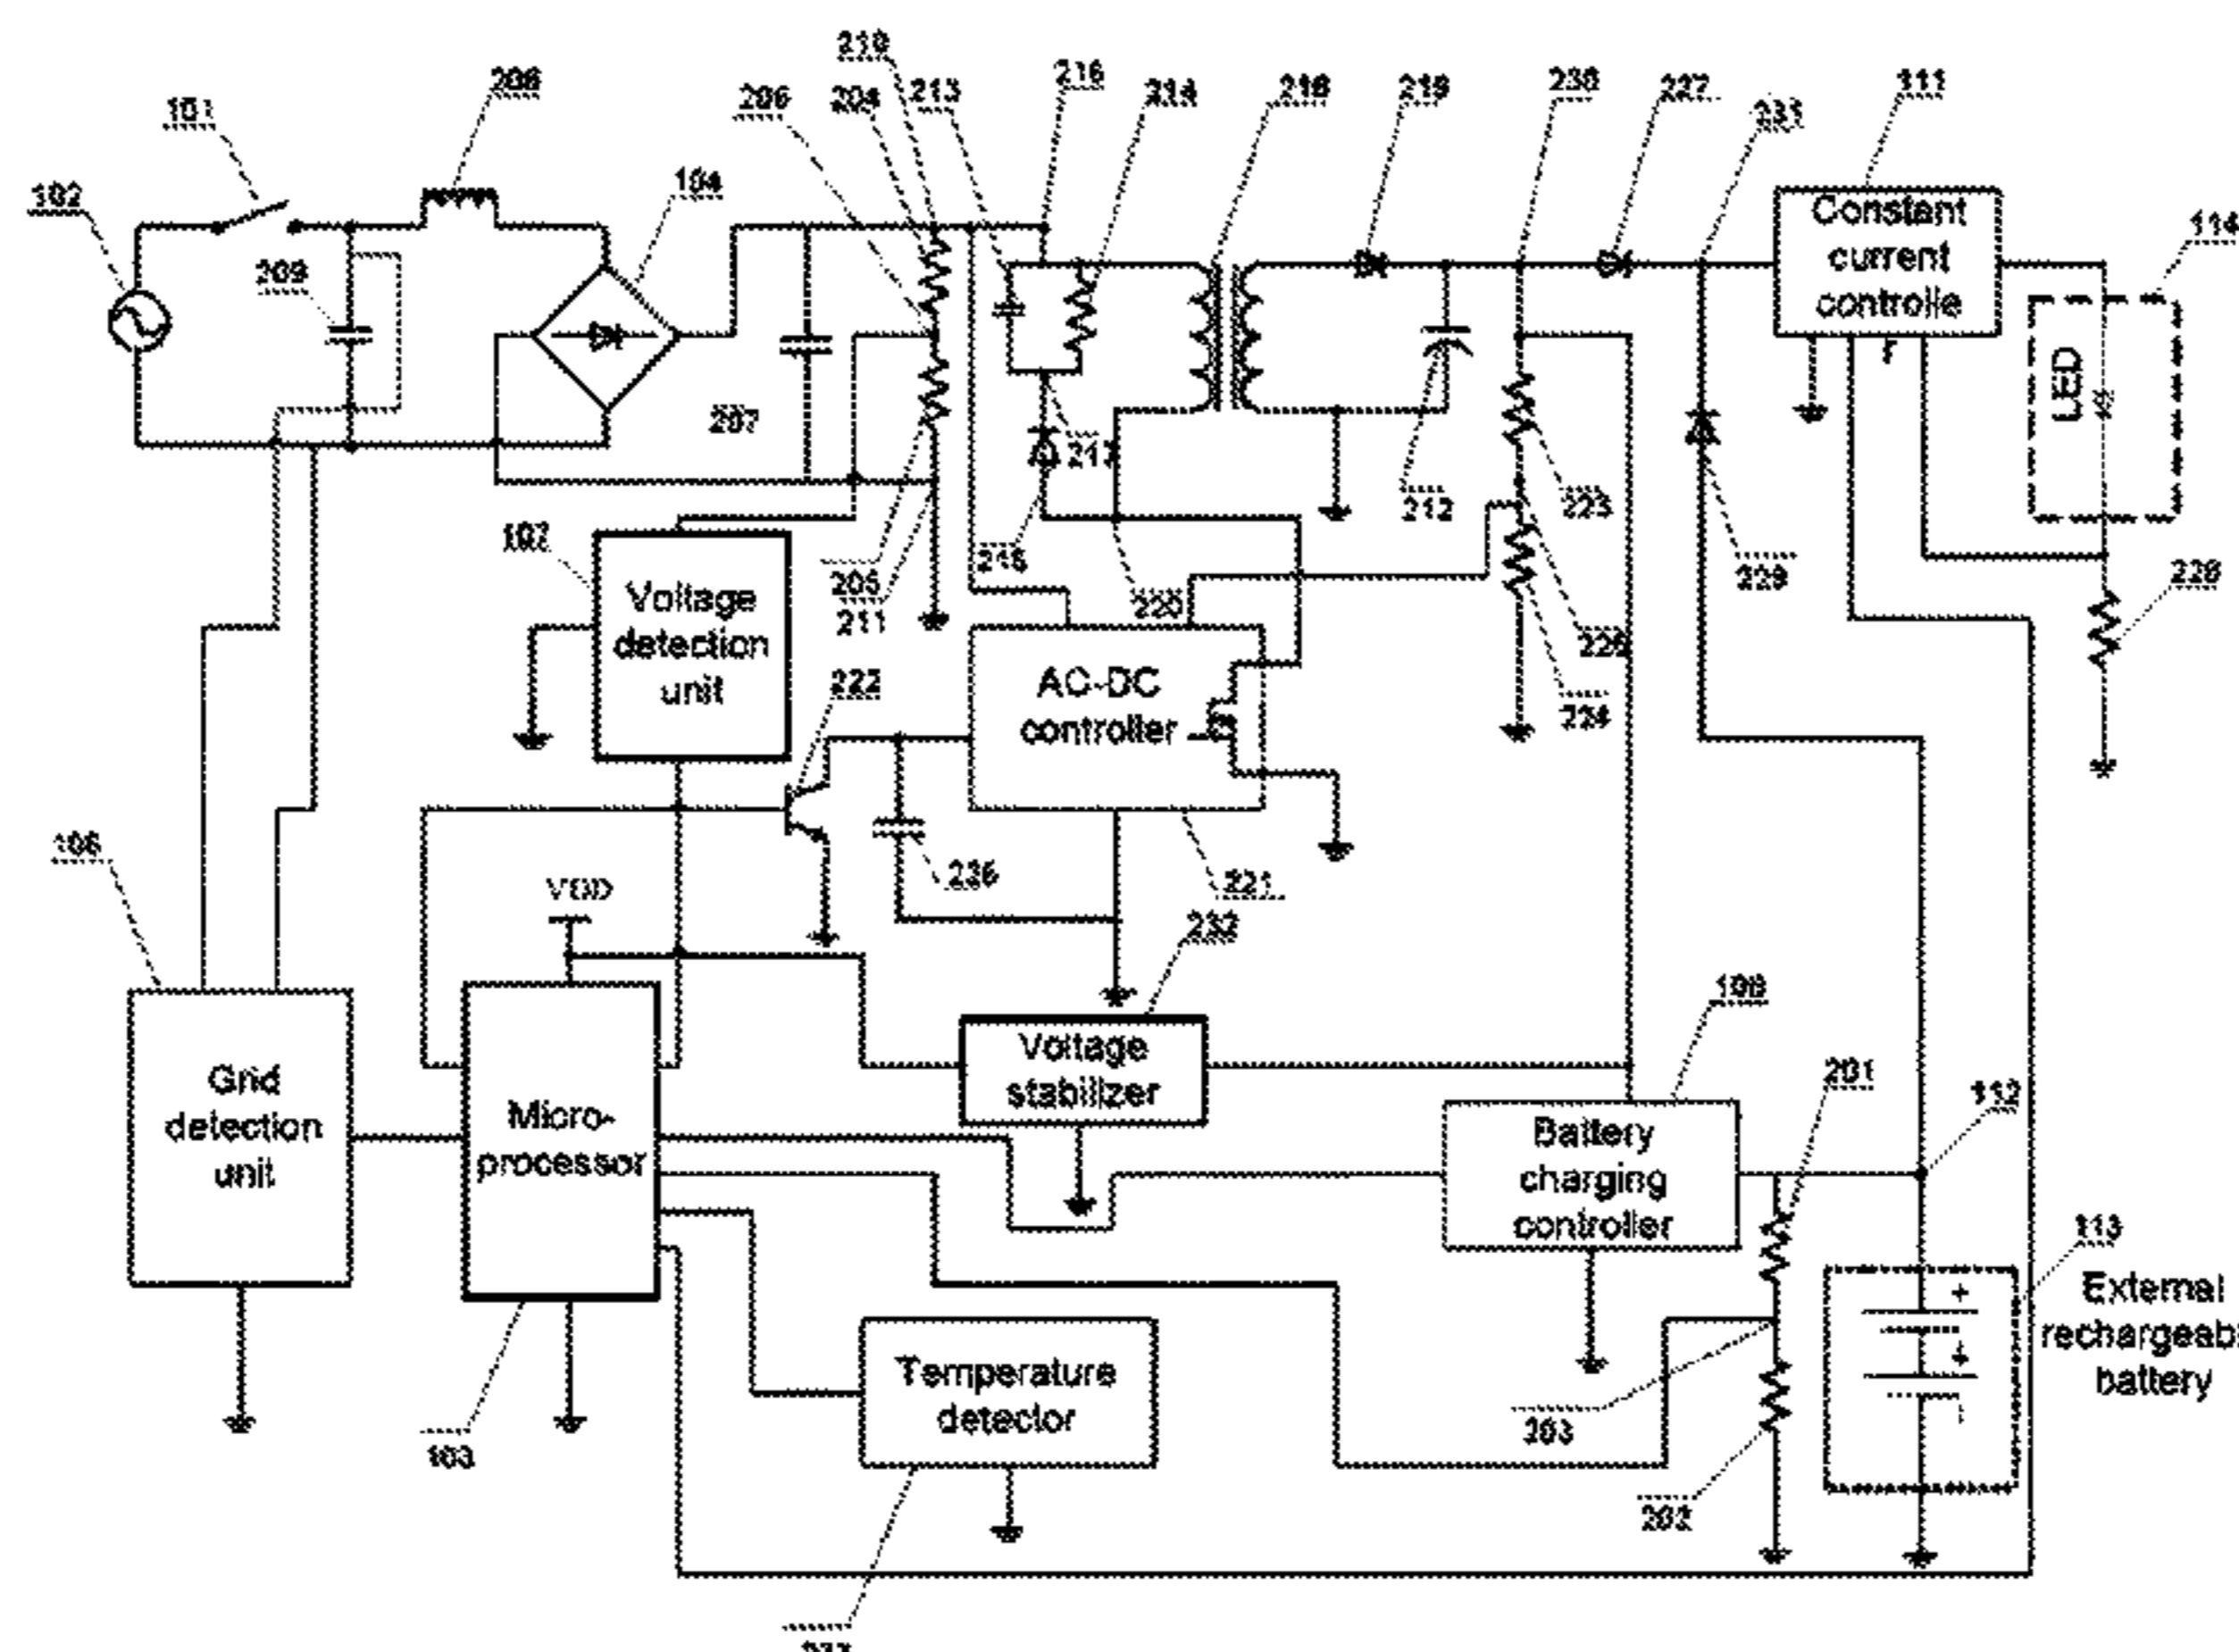 210
206
204
213
216
214
218
219
230
227
231
111
101
208
102
104
209
207
Constant
current
controlle
r
114
LED
217
212
223
215
107
205
211
220
225
229
228
Voltage
detection
unit
222
AC-DC
controller
224
106
VDD
236
221
232
Grid
detection
unit
Micro-
processor
Voltage
stabilizer
108
201
112
Battery
charging
controller
113
External
battery
+
+
103
Temperature
detector
203
202